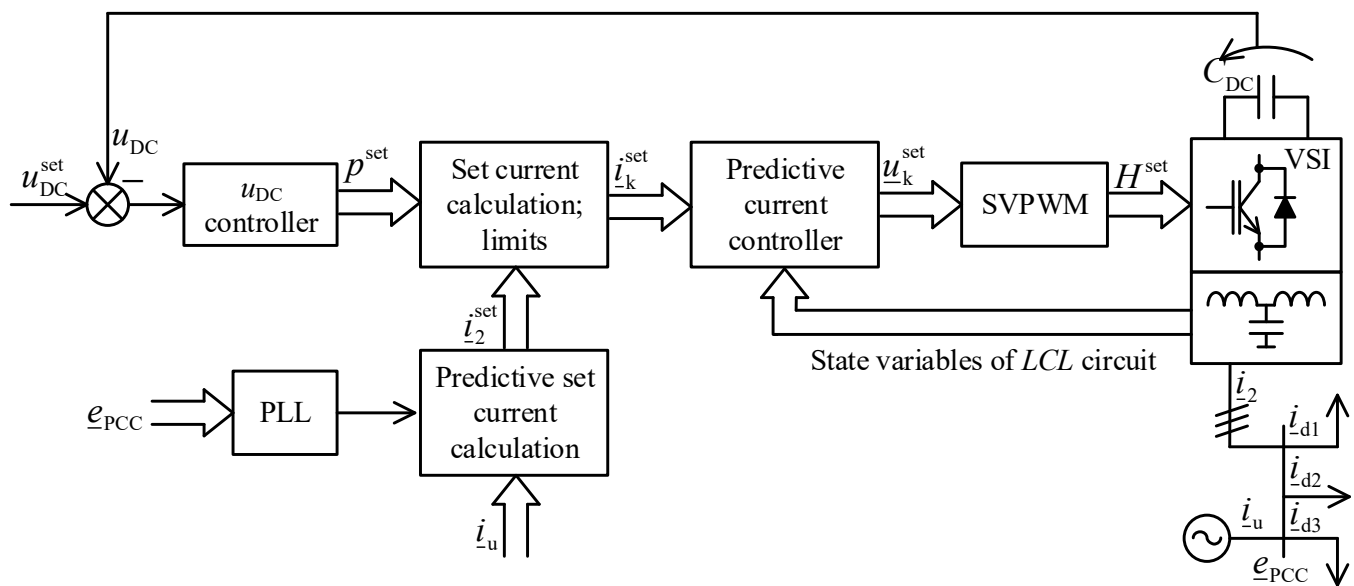 C_DC
u_DC
u_DC^set
−
u_DC
controller
p^set
Set current
calculation;
limits
i_k^set
Predictive
current
controller
u_k^set
SVPWM
H^set
VSI
i_2^set
State variables of LCL circuit
e_PCC
PLL
Predictive set
current
calculation
i_u
i_2
i_d1
i_d2
i_u
i_d3
e_PCC